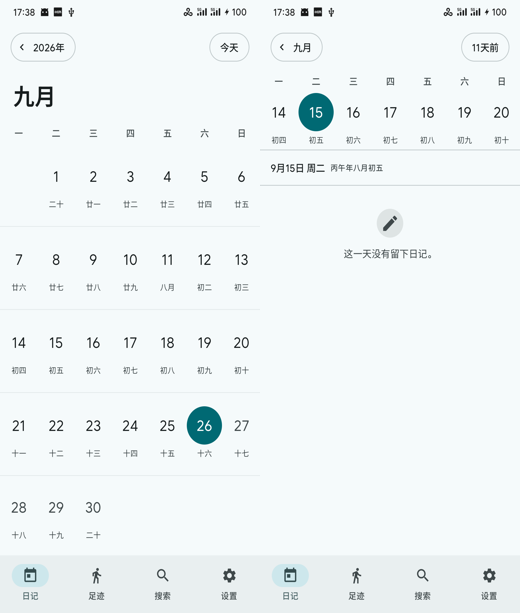 17:38 100
2026年 今天
九月
一 二 三 四 五 六 日
1 2 3 4 5 6
二十 廿一 廿二 廿三 廿四 廿五
7 8 9 10 11 12 13
廿六 廿七 廿八 廿九 八月 初二 初三
14 15 16 17 18 19 20
初四 初五 初六 初七 初八 初九 初十
21 22 23 24 25 26 27
十一 十二 十三 十四 十五 十六 十七
28 29 30
十八 十九 二十
日记 足迹 搜索 设置
17:38 100
九月 11天前
一 二 三 四 五 六 日
14 15 16 17 18 19 20
初四 初五 初六 初七 初八 初九 初十
9月15日 周二 丙午年八月初五
这一天没有留下日记。
日记 足迹 搜索 设置